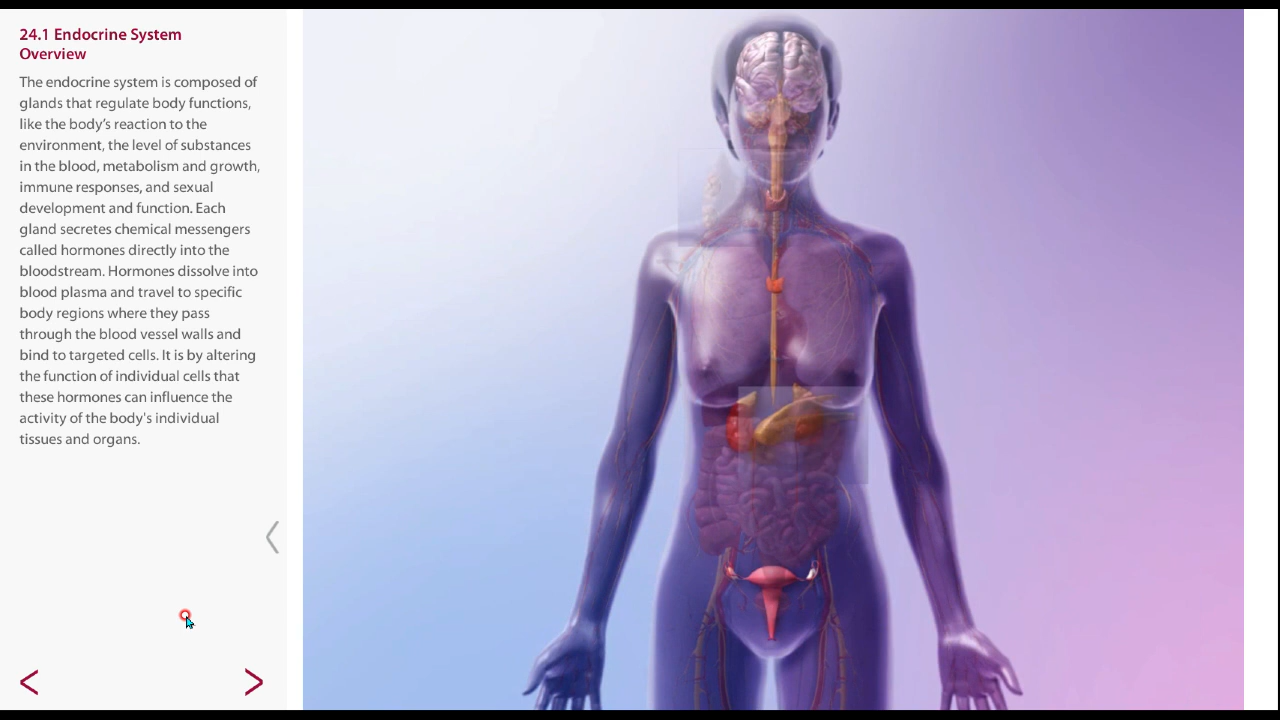 24.1 Endocrine System
Overview
The endocrine system is composed of
glands that regulate body functions,
like the body’s reaction to the
environment, the level of substances
in the blood, metabolism and growth,
immune responses, and sexual
development and function. Each
gland secretes chemical messengers
called hormones directly into the
bloodstream. Hormones dissolve into
blood plasma and travel to specific
body regions where they pass
through the blood vessel walls and
bind to targeted cells. It is by altering
the function of individual cells that
these hormones can influence the
activity of the body's individual
tissues and organs.